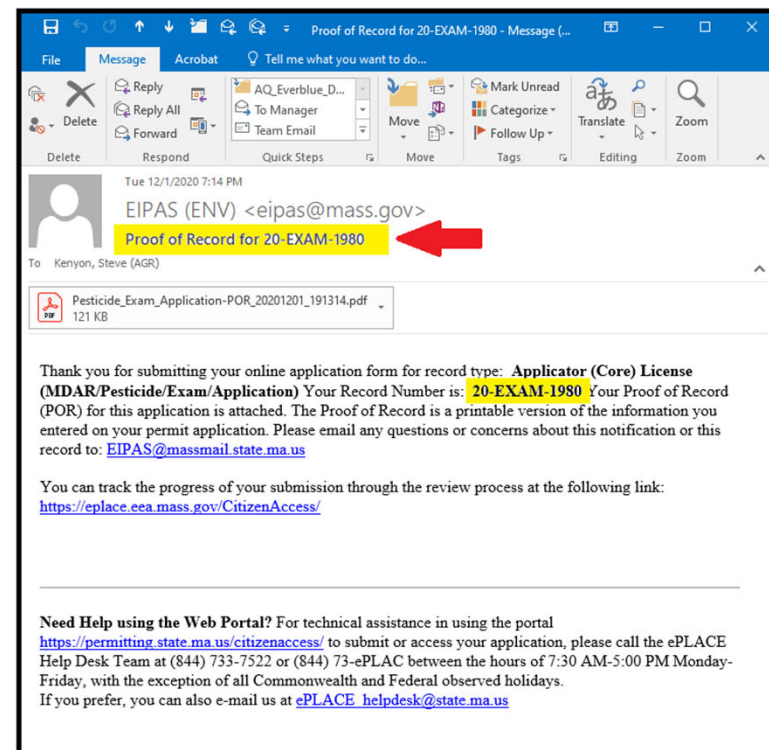 Proof of Record for 20-EXAM-1980 - Message (...
File Message Acrobat Tell me what you want to do...
Delete
Reply
Reply All
Forward
AQ_Everblue_D...
To Manager
Team Email
Move
Mark Unread
Categorize
Follow Up
Translate
Zoom
Delete Respond Quick Steps Move Tags Editing Zoom
Tue 12/1/2020 7:14 PM
EIPAS (ENV) <eipas@mass.gov>
Proof of Record for 20-EXAM-1980
To Kenyon, Steve (AGR)
Pesticide_Exam_Application-POR_20201201_191314.pdf
PDF 121 KB
Thank you for submitting your online application form for record type: Applicator (Core) License
(MDAR/Pesticide/Exam/Application) Your Record Number is: 20-EXAM-1980 Your Proof of Record
(POR) for this application is attached. The Proof of Record is a printable version of the information you
entered on your permit application. Please email any questions or concerns about this notification or this
record to: EIPAS@massmail.state.ma.us
You can track the progress of your submission through the review process at the following link:
https://eplace.eea.mass.gov/CitizenAccess/
Need Help using the Web Portal? For technical assistance in using the portal
https://permitting.state.ma.us/citizenaccess/ to submit or access your application, please call the ePLACE
Help Desk Team at (844) 733-7522 or (844) 73-ePLAC between the hours of 7:30 AM-5:00 PM Monday-
Friday, with the exception of all Commonwealth and Federal observed holidays.
If you prefer, you can also e-mail us at ePLACE_helpdesk@state.ma.us